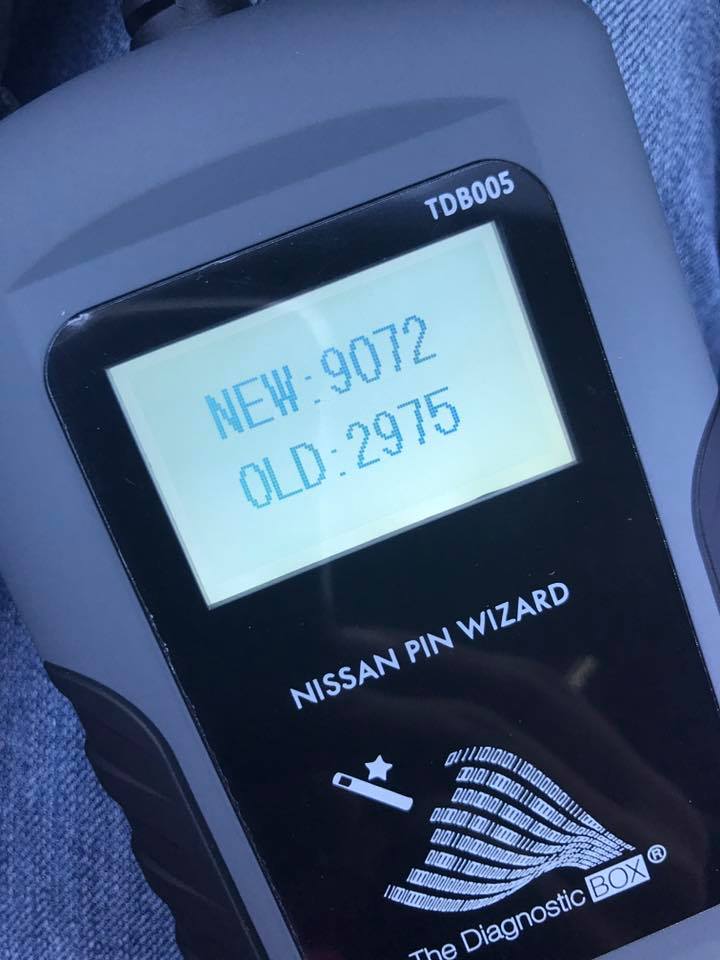 TDB005
NEW:9072
OLD:2975
NISSAN PIN WIZARD
The Diagnostic BOX®